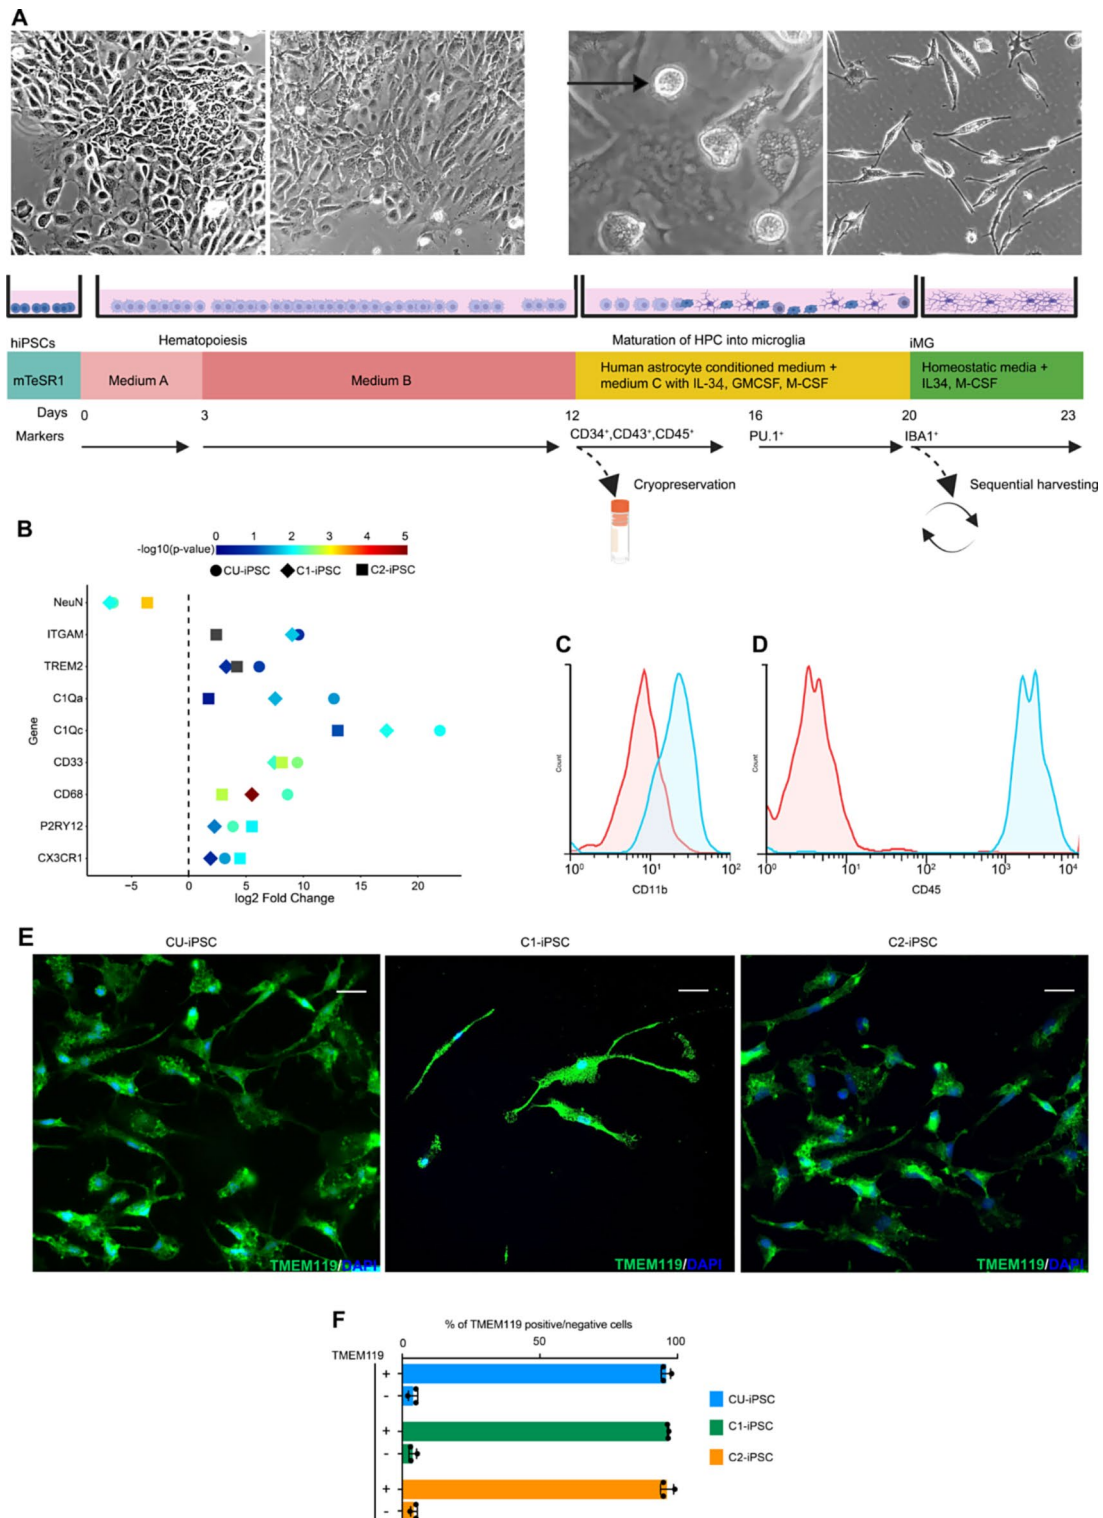 A
hiPSCs
Hematopoiesis
Maturation of HPC into microglia
iMG
mTeSR1
Medium A
Medium B
Human astrocyte conditioned medium +
medium C with IL-34, GMCSF, M-CSF
Homeostatic media +
IL34, M-CSF
Days
0
3
12
16
20
23
Markers
CD34⁺,CD43⁺,CD45⁺
PU.1⁺
IBA1⁺
Cryopreservation
Sequential harvesting
B
0 1 2 3 4 5
-log10(p-value)
CU-iPSC C1-iPSC C2-iPSC
NeuN
ITGAM
TREM2
C1Qa
C1Qc
CD33
CD68
P2RY12
CX3CR1
Gene
−5 0 5 10 15 20
log2 Fold Change
C
Count
10⁰ 10¹ 10²
CD11b
D
Count
10⁰ 10¹ 10² 10³ 10⁴
CD45
E
CU-iPSC
C1-iPSC
C2-iPSC
TMEM119/DAPI
TMEM119/DAPI
TMEM119/DAPI
F
% of TMEM119 positive/negative cells
0 50 100
TMEM119
+
-
+
-
+
-
CU-iPSC
C1-iPSC
C2-iPSC